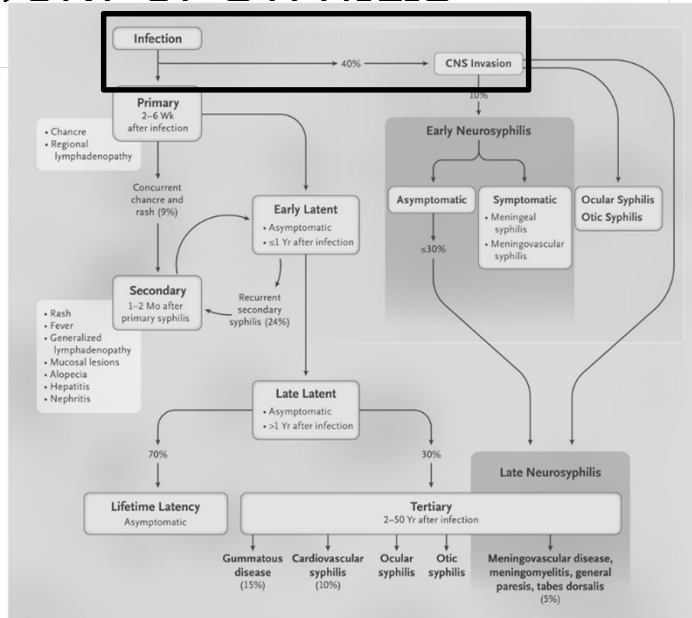 Infection
40%
CNS Invasion
10%
Primary
2–6 Wk
after infection
• Chancre
• Regional
lymphadenopathy
Early Neurosyphilis
Concurrent
chancre and
rash (9%)
Early Latent
• Asymptomatic
• ≤1 Yr after infection
Asymptomatic
Symptomatic
• Meningeal
syphilis
• Meningovascular
syphilis
Ocular Syphilis
Otic Syphilis
≤30%
Secondary
1–2 Mo after
primary syphilis
Recurrent
secondary
syphilis (24%)
• Rash
• Fever
• Generalized
lymphadenopathy
• Mucosal lesions
• Alopecia
• Hepatitis
• Nephritis
Late Latent
• Asymptomatic
• >1 Yr after infection
70%
30%
Late Neurosyphilis
Lifetime Latency
Asymptomatic
Tertiary
2–50 Yr after infection
Gummatous
disease
(15%)
Cardiovascular
syphilis
(10%)
Ocular
syphilis
Otic
syphilis
Meningovascular disease,
meningomyelitis, general
paresis, tabes dorsalis
(5%)